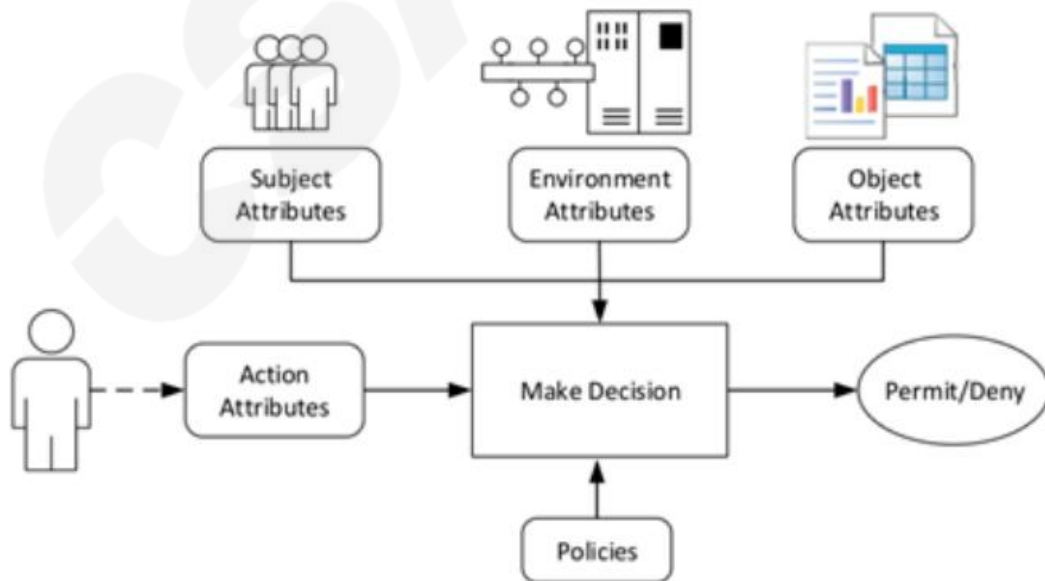 Subject
Attributes
Environment
Attributes
Object
Attributes
Action
Attributes
Make Decision
Permit/Deny
Policies